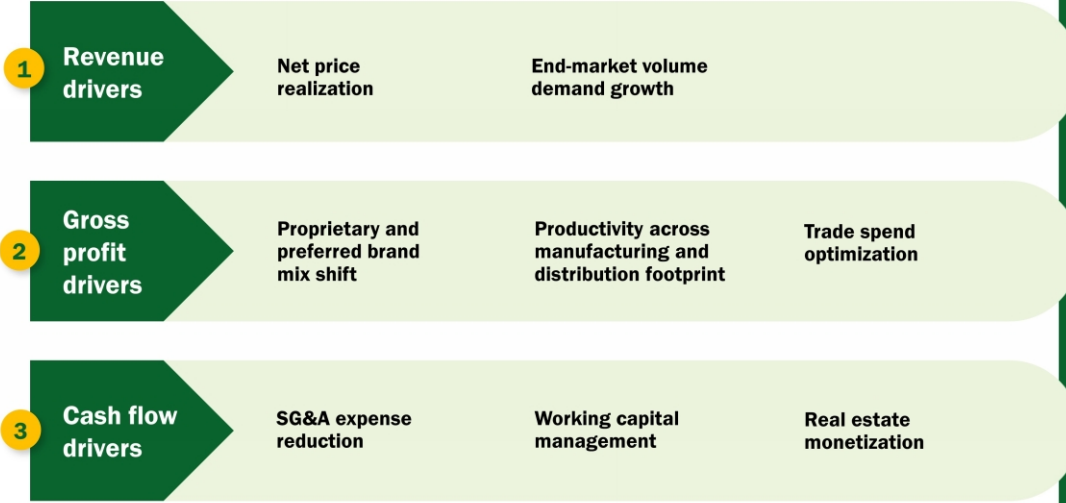 1
Revenue
drivers
Net price
realization
End-market volume
demand growth
2
Gross
profit
drivers
Proprietary and
preferred brand
mix shift
Productivity across
manufacturing and
distribution footprint
Trade spend
optimization
3
Cash flow
drivers
SG&A expense
reduction
Working capital
management
Real estate
monetization